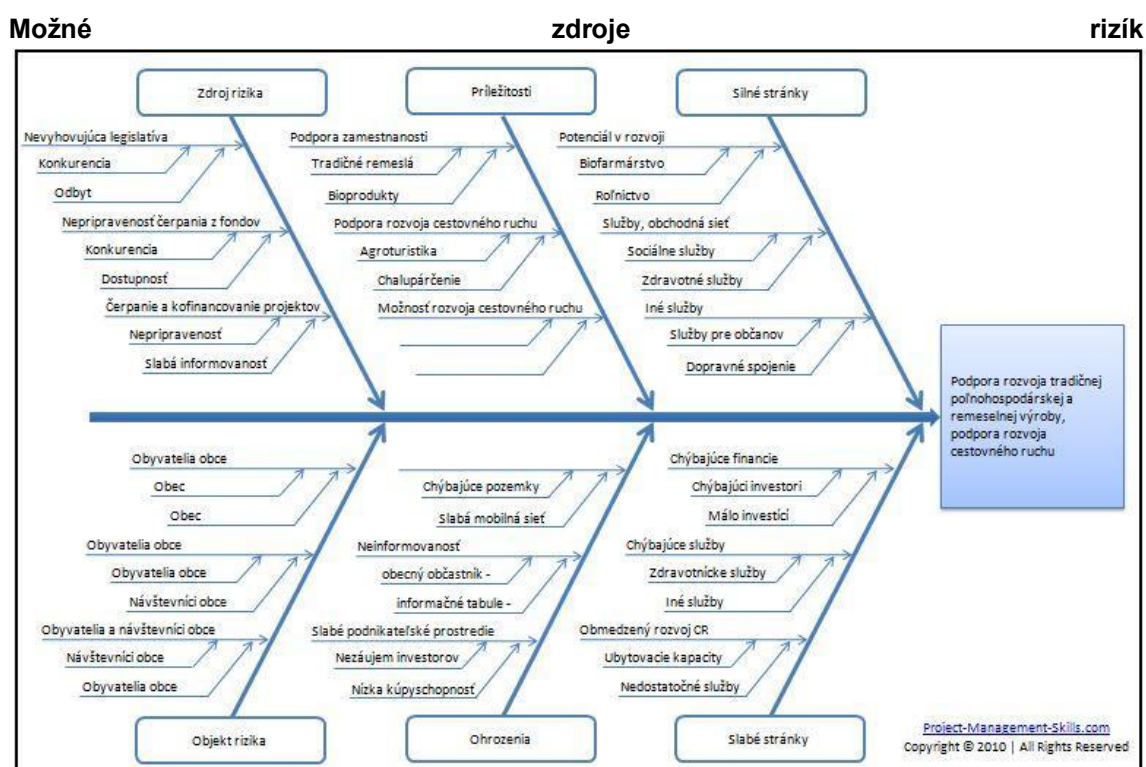 Možné zdroje rizík
Zdroj rizika
Príležitosti
Silné stránky
Nevyhovujúca legislatíva
Konkurencia
Odbyt
Nepripravenosť čerpania z fondov
Konkurencia
Dostupnosť
Čerpanie a kofinancovanie projektov
Nepripravenosť
Slabá informovanosť
Podpora zamestnanosti
Tradičné remeslá
Bioprodukty
Podpora rozvoja cestovného ruchu
Agroturistika
Chalupárčenie
Možnosť rozvoja cestovného ruchu
Potenciál v rozvoji
Biofarmárstvo
Roľníctvo
Služby, obchodná sieť
Sociálne služby
Zdravotné služby
Iné služby
Služby pre občanov
Dopravné spojenie
Podpora rozvoja tradičnej
poľnohospodárskej a
remeselnej výroby,
podpora rozvoja
cestovného ruchu
Obyvatelia obce
Obec
Obec
Obyvatelia obce
Obyvatelia obce
Návštevníci obce
Obyvatelia a návštevníci obce
Návštevníci obce
Obyvatelia obce
Chýbajúce pozemky
Slabá mobilná sieť
Neinformovanosť
obecný občastník -
informačné tabule -
Slabé podnikateľské prostredie
Nezáujem investorov
Nízka kúpyschopnosť
Chýbajúce financie
Chýbajúci investori
Málo investící
Chýbajúce služby
Zdravotnícke služby
Iné služby
Obmedzený rozvoj CR
Ubytovacie kapacity
Nedostatočné služby
Objekt rizika
Ohrozenia
Slabé stránky
Project-Management-Skills.com
Copyright © 2010 | All Rights Reserved